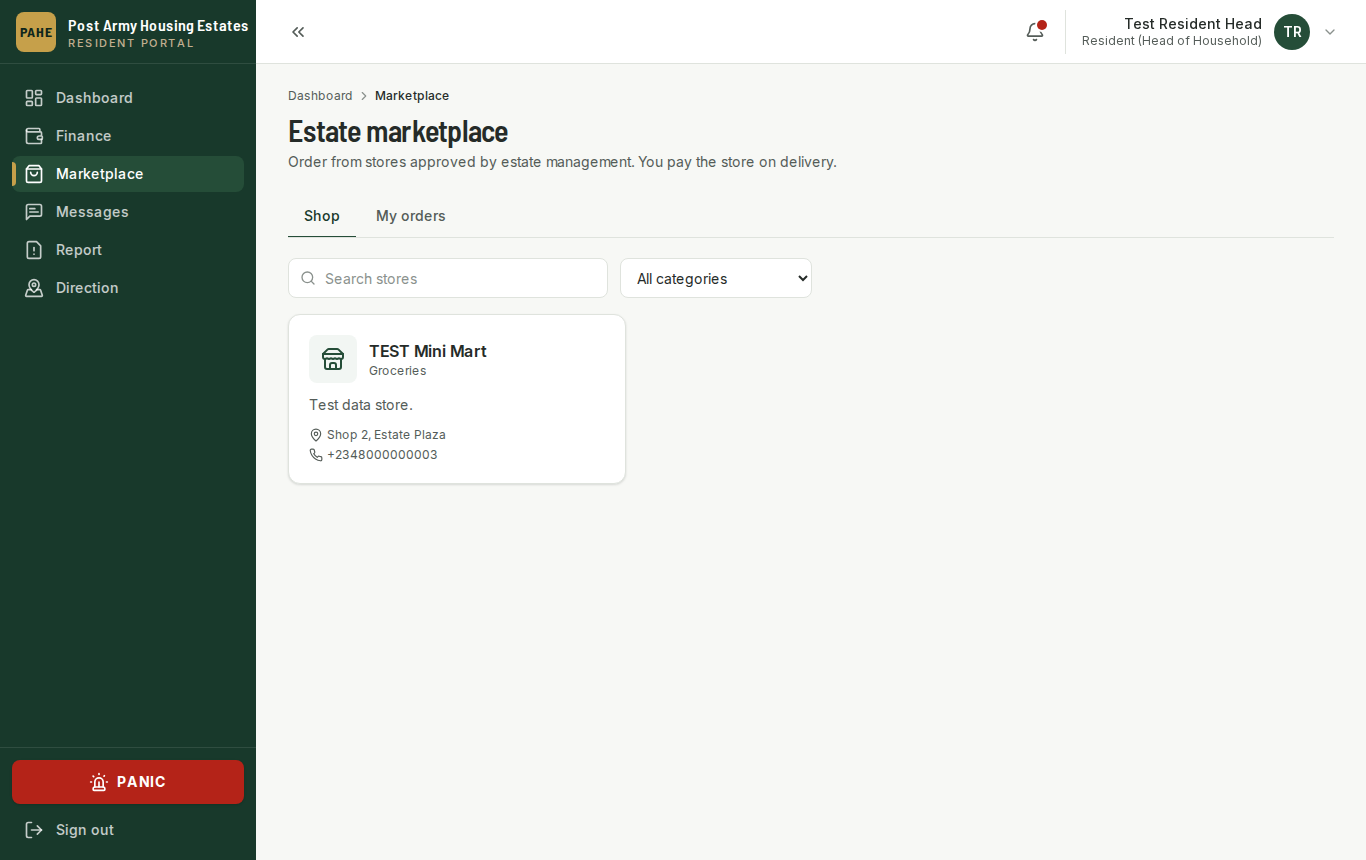 PAHE
Post Army Housing Estates
RESIDENT PORTAL
Dashboard
Finance
Marketplace
Messages
Report
Direction
PANIC
Sign out
Test Resident Head
Resident (Head of Household)
TR
Dashboard
Marketplace
Estate marketplace
Order from stores approved by estate management. You pay the store on delivery.
Shop
My orders
Search stores
All categories
TEST Mini Mart
Groceries
Test data store.
Shop 2, Estate Plaza
+2348000000003